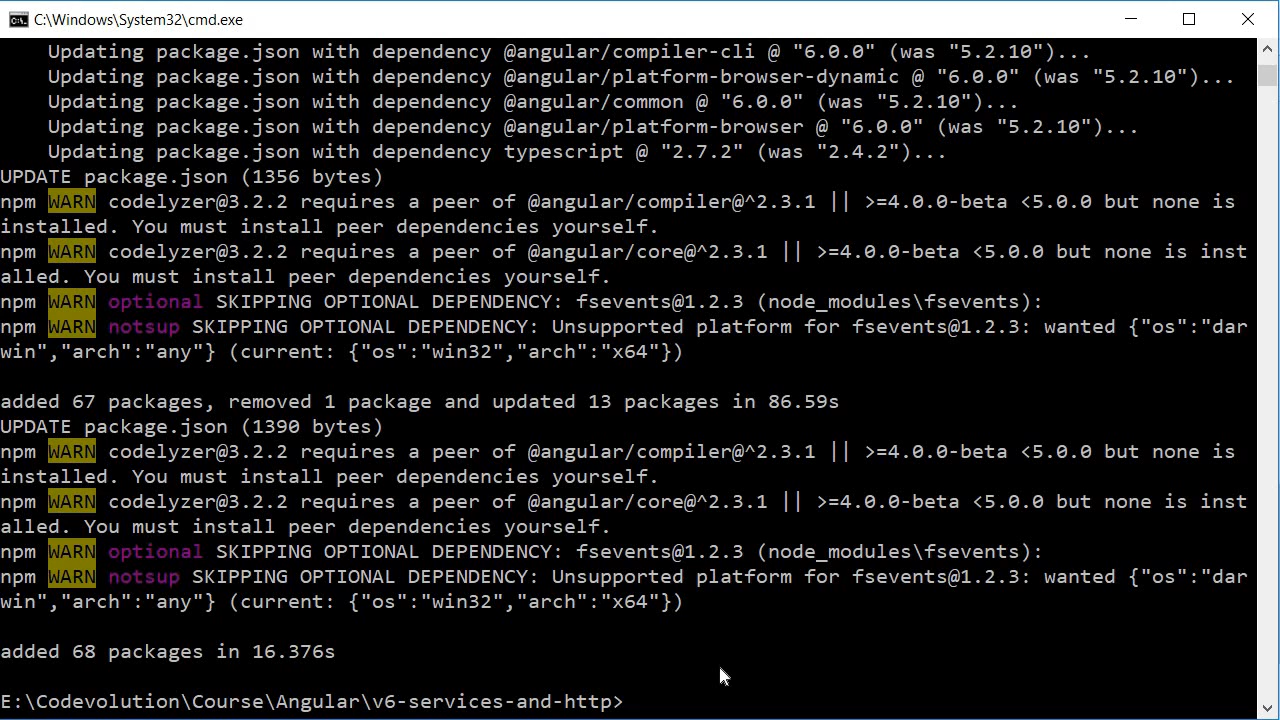 C:\Windows\System32\cmd.exe
Updating package.json with dependency @angular/compiler-cli @ "6.0.0" (was "5.2.10")...
Updating package.json with dependency @angular/platform-browser-dynamic @ "6.0.0" (was "5.2.10")...
Updating package.json with dependency @angular/common @ "6.0.0" (was "5.2.10")...
Updating package.json with dependency @angular/platform-browser @ "6.0.0" (was "5.2.10")...
Updating package.json with dependency typescript @ "2.7.2" (was "2.4.2")...
UPDATE package.json (1356 bytes)
npm WARN codelyzer@3.2.2 requires a peer of @angular/compiler@^2.3.1 || >=4.0.0-beta <5.0.0 but none is
installed. You must install peer dependencies yourself.
npm WARN codelyzer@3.2.2 requires a peer of @angular/core@^2.3.1 || >=4.0.0-beta <5.0.0 but none is inst
alled. You must install peer dependencies yourself.
npm WARN optional SKIPPING OPTIONAL DEPENDENCY: fsevents@1.2.3 (node_modules\fsevents):
npm WARN notsup SKIPPING OPTIONAL DEPENDENCY: Unsupported platform for fsevents@1.2.3: wanted {"os":"dar
win","arch":"any"} (current: {"os":"win32","arch":"x64"})
added 67 packages, removed 1 package and updated 13 packages in 86.59s
UPDATE package.json (1390 bytes)
npm WARN codelyzer@3.2.2 requires a peer of @angular/compiler@^2.3.1 || >=4.0.0-beta <5.0.0 but none is
installed. You must install peer dependencies yourself.
npm WARN codelyzer@3.2.2 requires a peer of @angular/core@^2.3.1 || >=4.0.0-beta <5.0.0 but none is inst
alled. You must install peer dependencies yourself.
npm WARN optional SKIPPING OPTIONAL DEPENDENCY: fsevents@1.2.3 (node_modules\fsevents):
npm WARN notsup SKIPPING OPTIONAL DEPENDENCY: Unsupported platform for fsevents@1.2.3: wanted {"os":"dar
win","arch":"any"} (current: {"os":"win32","arch":"x64"})
added 68 packages in 16.376s
E:\Codevolution\Course\Angular\v6-services-and-http>